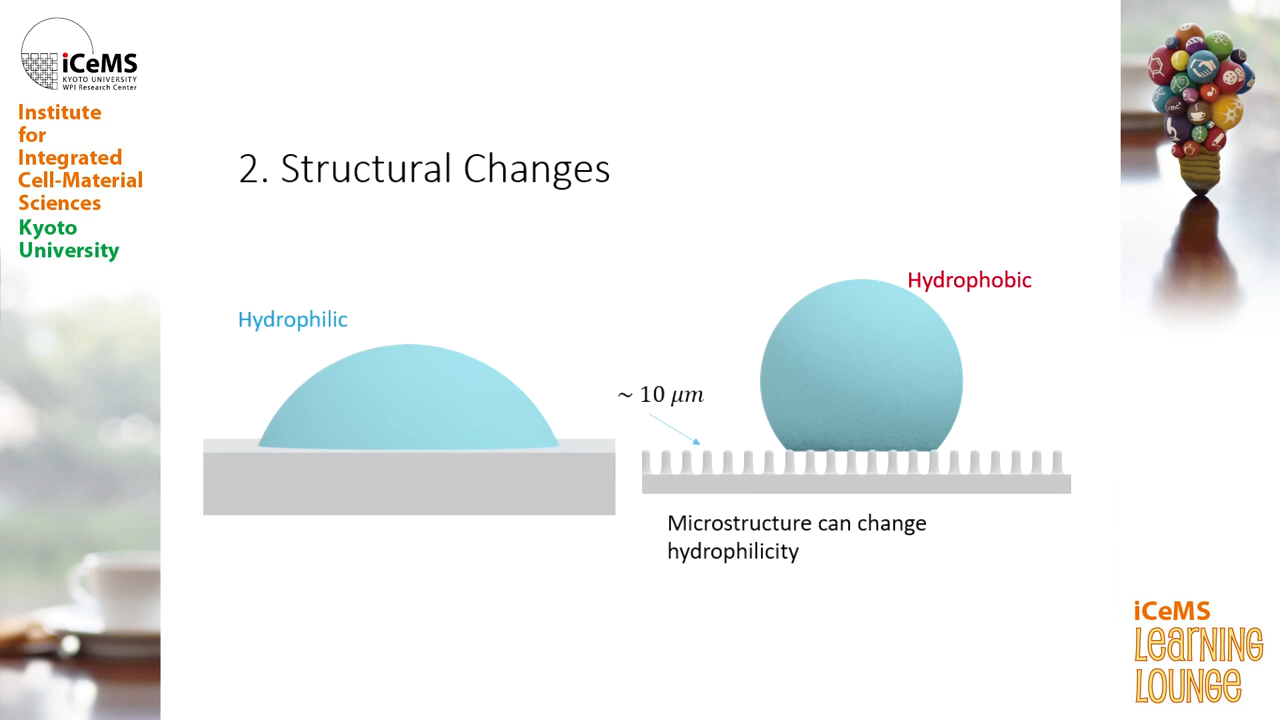 iCeMS
KYOTO UNIVERSITY
WPI Research Center
Institute
for
Integrated
Cell-Material
Sciences
Kyoto
University
2. Structural Changes
Hydrophilic
Hydrophobic
~ 10 μm
Microstructure can change
hydrophilicity
iCeMS
Learning
Lounge